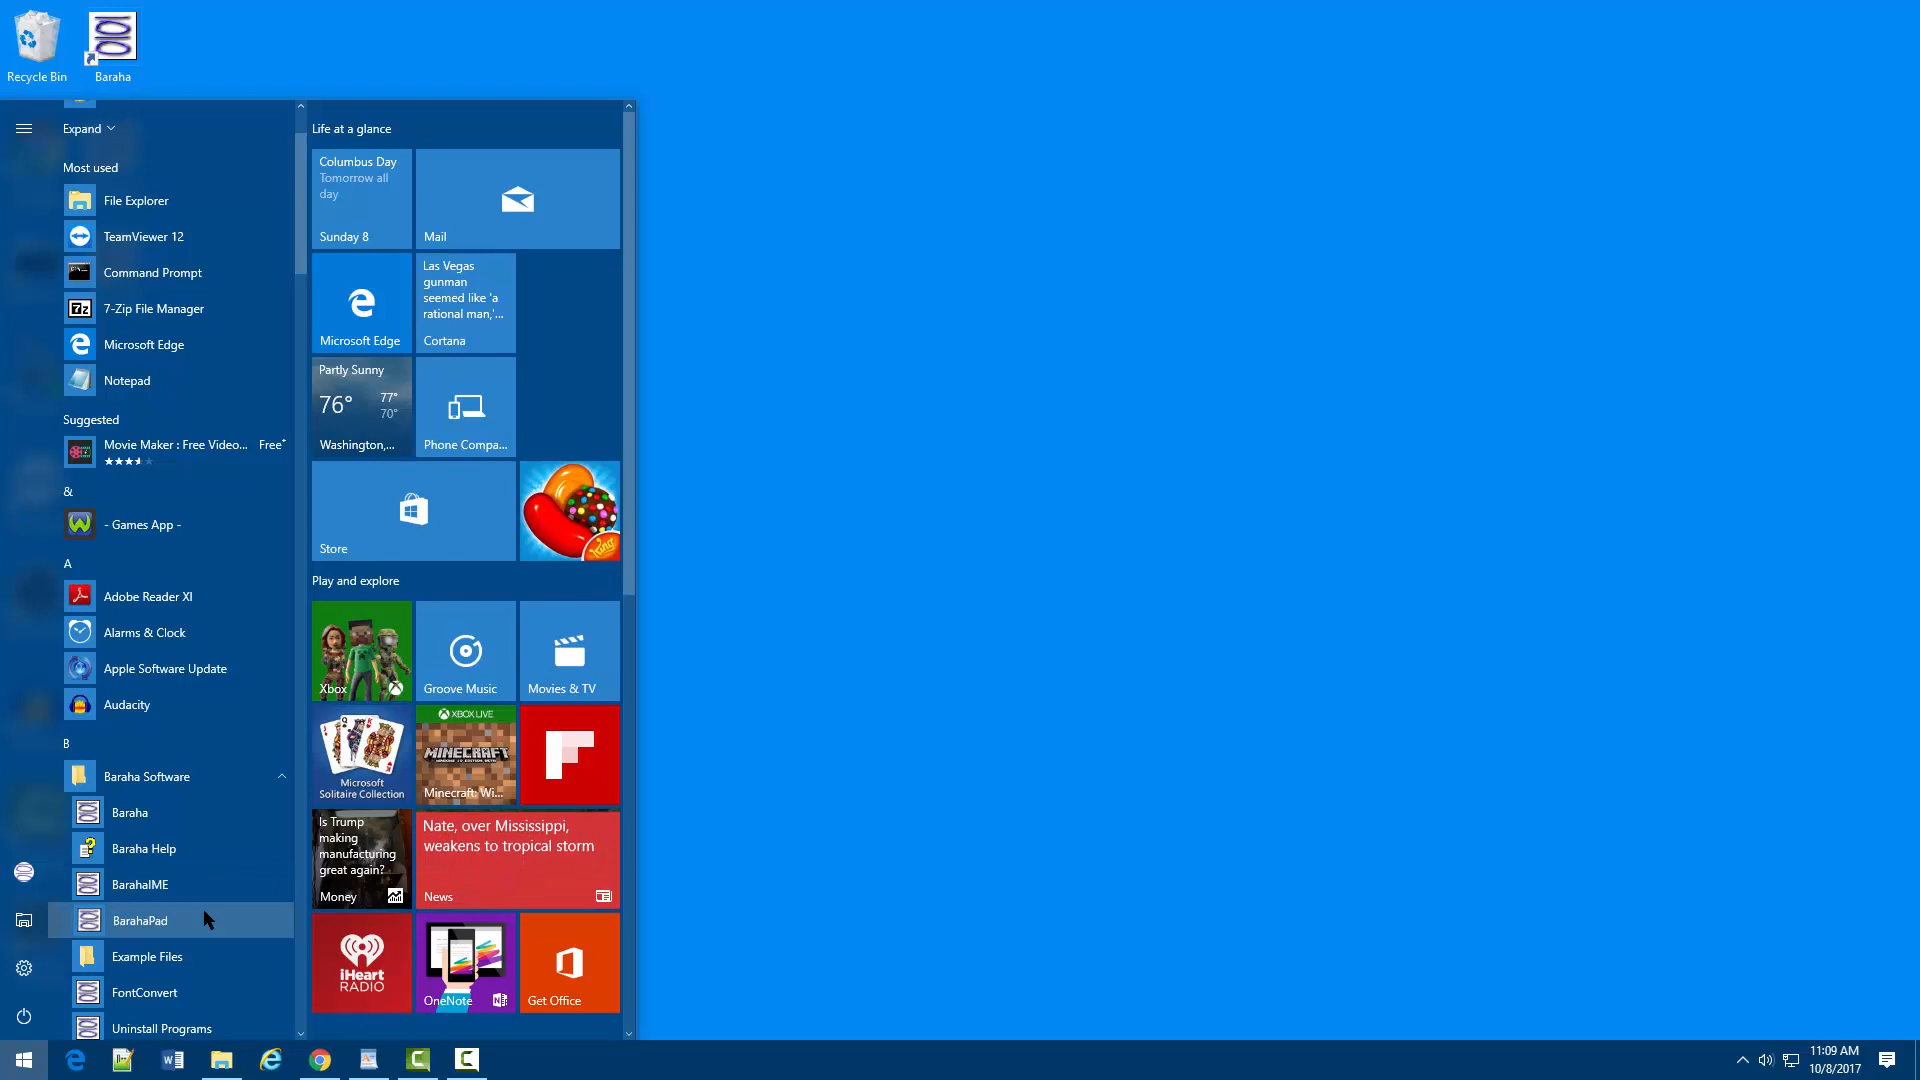 Recycle Bin
Baraha
Expand
Most used
File Explorer
TeamViewer 12
Command Prompt
7-Zip File Manager
Microsoft Edge
Notepad
Suggested
Movie Maker : Free Video... Free*
&
- Games App -
A
Adobe Reader XI
Alarms & Clock
Apple Software Update
Audacity
B
Baraha Software
Baraha
Baraha Help
BarahaIME
BarahaPad
Example Files
FontConvert
Uninstall Programs
Life at a glance
Columbus Day
Tomorrow all
day
Sunday 8
Mail
Microsoft Edge
Las Vegas
gunman
seemed like 'a
rational man,'...
Cortana
Partly Sunny
76° 77°
70°
Washington,...
Phone Compa...
Store
King
Play and explore
Xbox
Groove Music
Movies & TV
Microsoft
Solitaire Collection
XBOX LIVE
MINECRAFT
WINDOWS 10 EDITION BETA
Minecraft: Wi...
Is Trump
making
manufacturing
great again?
Money
Nate, over Mississippi,
weakens to tropical storm
News
iHeart
RADIO
OneNote
Get Office
11:09 AM
10/8/2017